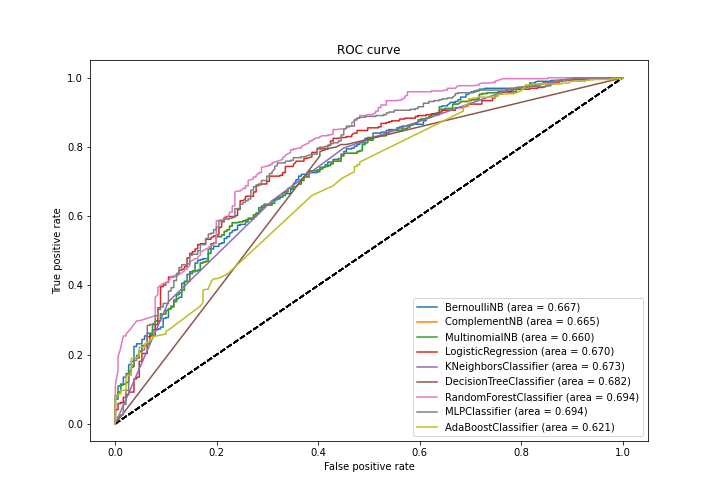 ROC curve
True positive rate
1.0
0.8
0.6
0.4
0.2
0.0
BernoulliNB (area = 0.667)
ComplementNB (area = 0.665)
MultinomialNB (area = 0.660)
LogisticRegression (area = 0.670)
KNeighborsClassifier (area = 0.673)
DecisionTreeClassifier (area = 0.682)
RandomForestClassifier (area = 0.694)
MLPClassifier (area = 0.694)
AdaBoostClassifier (area = 0.621)
0.0 0.2 0.4 0.6 0.8 1.0
False positive rate